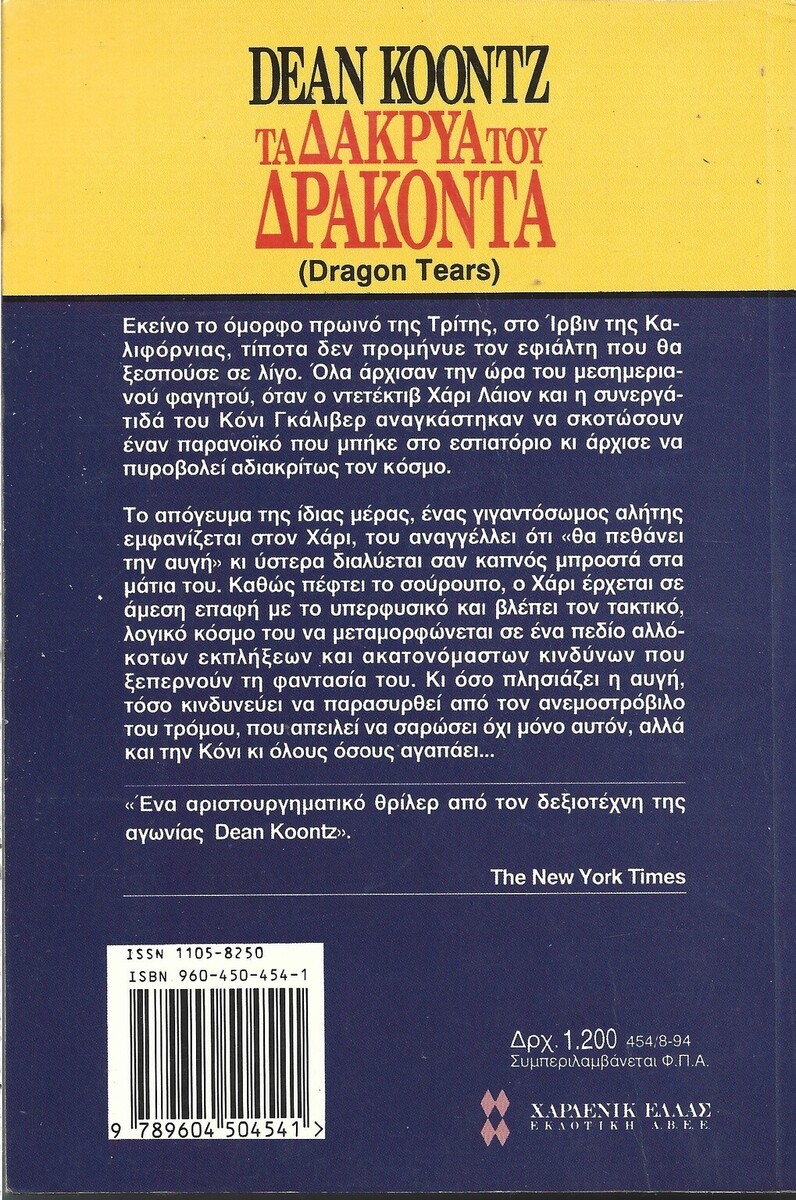 DEAN KOONTZ
ΤΑ ΔΑΚΡΥΑ ΤΟΥ
ΔΡΑΚΟΝΤΑ
(Dragon Tears)
Εκείνο το όμορφο πρωινό της Τρίτης, στο Ίρβιν της Κα-
λιφόρνιας, τίποτα δεν προμήνυε τον εφιάλτη που θα
ξεσπούσε σε λίγο. Όλα άρχισαν την ώρα του μεσημερια-
νού φαγητού, όταν ο ντετέκτιβ Χάρι Λάιον και η συνεργά-
τιδά του Κόνι Γκάλιβερ αναγκάστηκαν να σκοτώσουν
έναν παρανοϊκό που μπήκε στο εστιατόριο κι άρχισε να
πυροβολεί αδιακρίτως τον κόσμο.
Το απόγευμα της ίδιας μέρας, ένας γιγαντόσωμος αλήτης
εμφανίζεται στον Χάρι, του αναγγέλλει ότι «θα πεθάνει
την αυγή» κι ύστερα διαλύεται σαν καπνός μπροστά στα
μάτια του. Καθώς πέφτει το σούρουπο, ο Χάρι έρχεται σε
άμεση επαφή με το υπερφυσικό και βλέπει τον τακτικό,
λογικό κόσμο του να μεταμορφώνεται σε ένα πεδίο αλλό-
κοτων εκπλήξεων και ακατονόμαστων κινδύνων που
ξεπερνούν τη φαντασία του. Κι όσο πλησιάζει η αυγή,
τόσο κινδυνεύει να παρασυρθεί από τον ανεμοστρόβιλο
του τρόμου, που απειλεί να σαρώσει όχι μόνο αυτόν, αλλά
και την Κόνι κι όλους όσους αγαπάει...
«Ένα αριστουργηματικό θρίλερ από τον δεξιοτέχνη της
αγωνίας Dean Koontz».
The New York Times
ISSN 1105-8250
ISBN 960-450-454-1
9 789604 504541 >
Δρχ. 1.200 454/8-94
Συμπεριλαμβάνεται Φ.Π.Α.
ΧΑΡΛΕΝΙΚ ΕΛΛΑΣ
ΕΚΔΟΤΙΚΗ Α.Β.Ε.Ε.